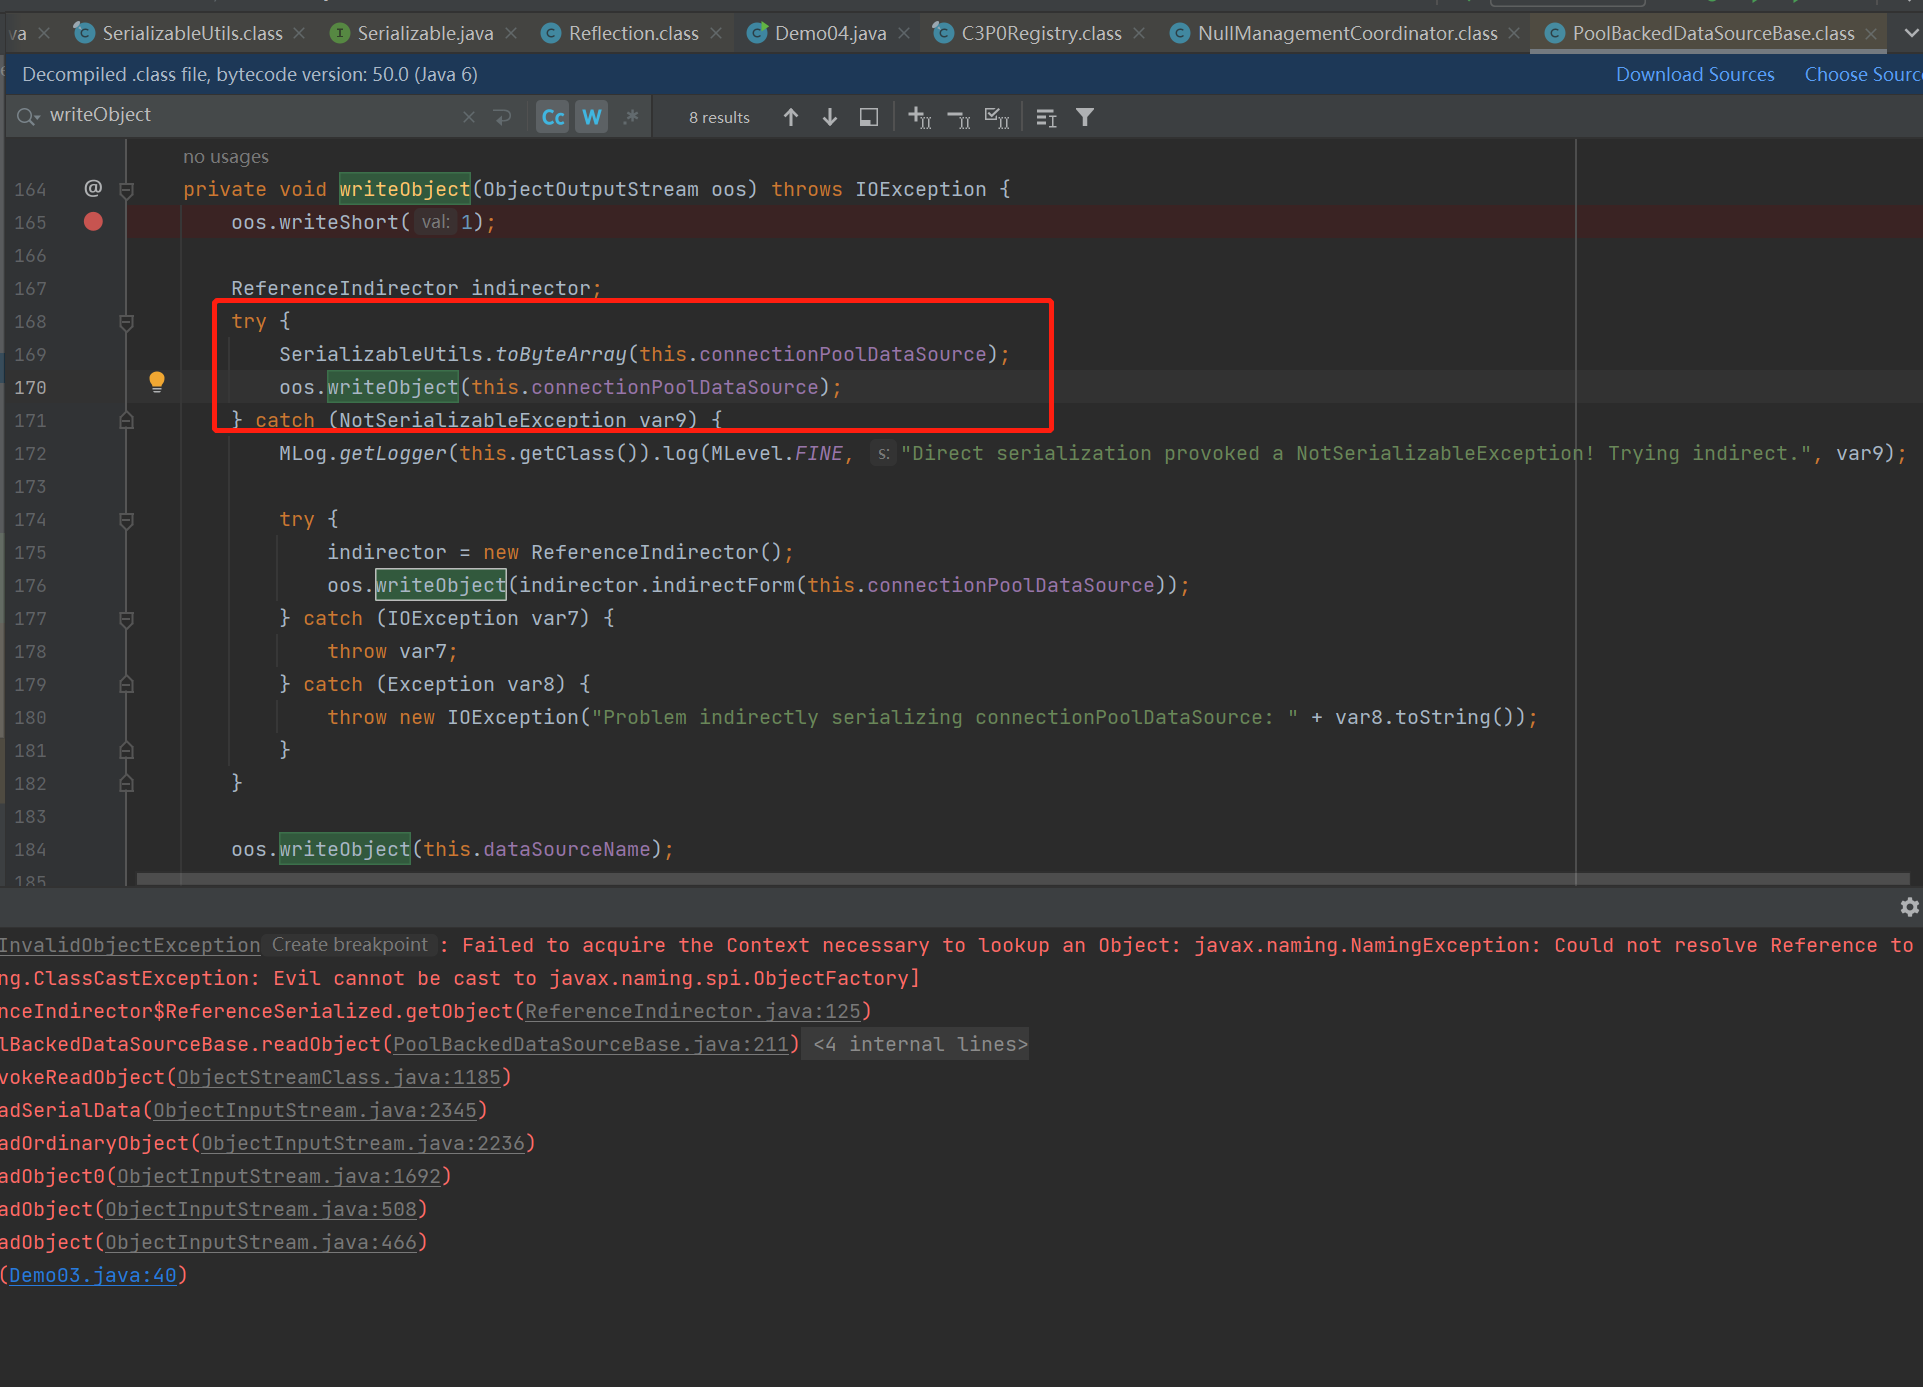 va SerializableUtils.class Serializable.java Reflection.class Demo04.java C3P0Registry.class NullManagementCoordinator.class PoolBackedDataSourceBase.class
Decompiled .class file, bytecode version: 50.0 (Java 6) Download Sources Choose Sourc
writeObject Cc W .* 8 results
no usages
164 @ private void writeObject(ObjectOutputStream oos) throws IOException {
165 oos.writeShort( val: 1);
166
167 ReferenceIndirector indirector;
168 try {
169 SerializableUtils.toByteArray(this.connectionPoolDataSource);
170 oos.writeObject(this.connectionPoolDataSource);
171 } catch (NotSerializableException var9) {
172 MLog.getLogger(this.getClass()).log(MLevel.FINE, s: "Direct serialization provoked a NotSerializableException! Trying indirect.", var9);
173
174 try {
175 indirector = new ReferenceIndirector();
176 oos.writeObject(indirector.indirectForm(this.connectionPoolDataSource));
177 } catch (IOException var7) {
178 throw var7;
179 } catch (Exception var8) {
180 throw new IOException("Problem indirectly serializing connectionPoolDataSource: " + var8.toString());
181 }
182 }
183
184 oos.writeObject(this.dataSourceName);
185
InvalidObjectException Create breakpoint : Failed to acquire the Context necessary to lookup an Object: javax.naming.NamingException: Could not resolve Reference to
ng.ClassCastException: Evil cannot be cast to javax.naming.spi.ObjectFactory]
nceIndirector$ReferenceSerialized.getObject(ReferenceIndirector.java:125)
lBackedDataSourceBase.readObject(PoolBackedDataSourceBase.java:211) <4 internal lines>
vokeReadObject(ObjectStreamClass.java:1185)
adSerialData(ObjectInputStream.java:2345)
adOrdinaryObject(ObjectInputStream.java:2236)
adObject0(ObjectInputStream.java:1692)
adObject(ObjectInputStream.java:508)
adObject(ObjectInputStream.java:466)
(Demo03.java:40)